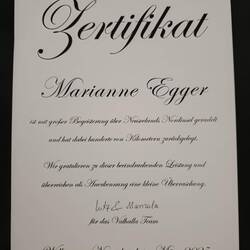 Zertifikat
Marianne Egger
ist mit großer Begeisterung über Neuseelands Nordinsel geradelt
und hat dabei hunderte von Kilometern zurückgelegt.
Wir gratulieren zu dieser beeindruckenden Leistung und
überreichen als Anerkennung eine kleine Überraschung.
für das Valhalla Team